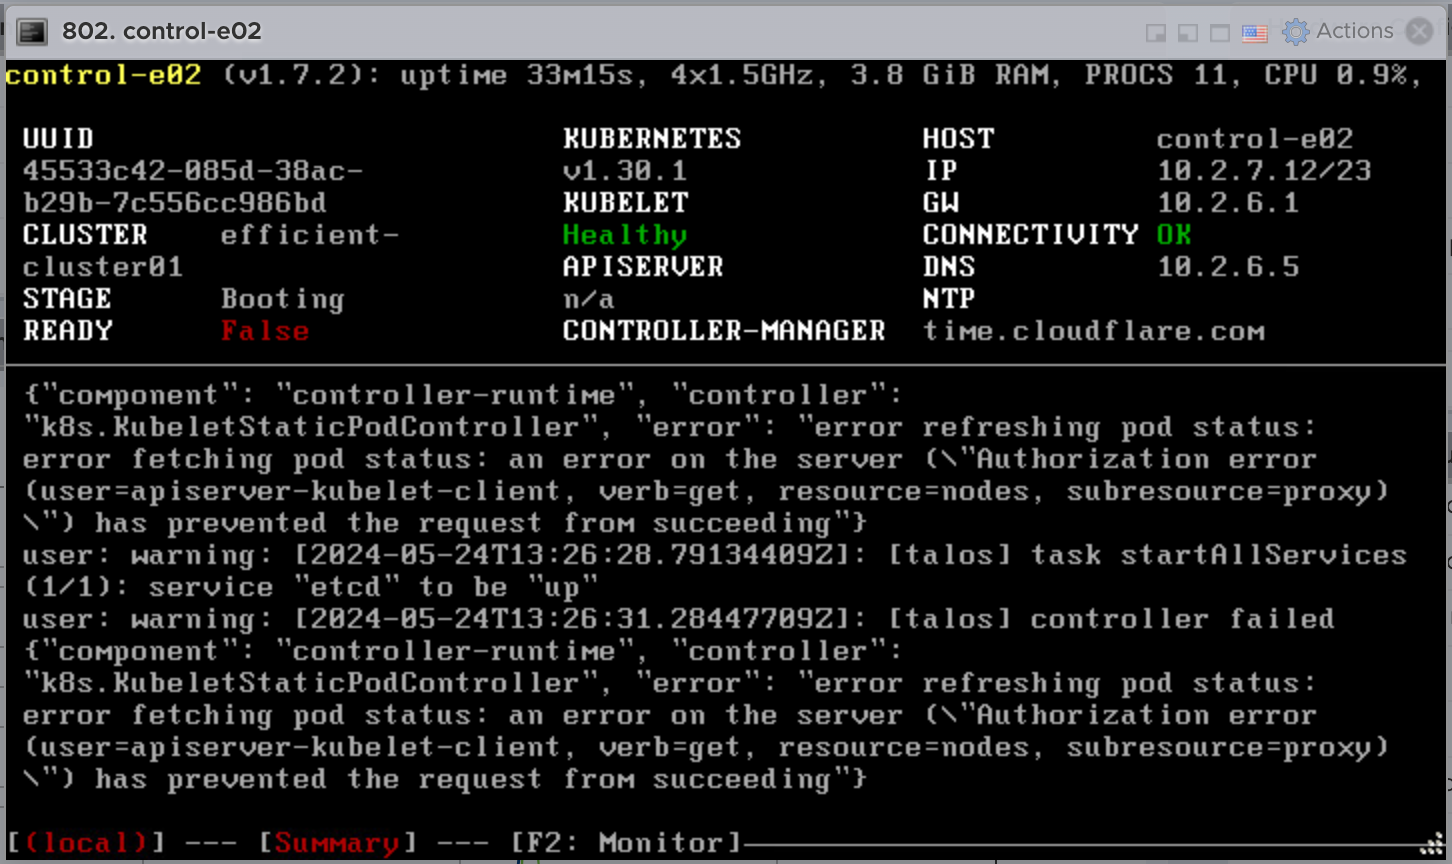 802. control-e02
Actions
control-e02 (v1.7.2): uptime 33m15s, 4x1.5GHz, 3.8 GiB RAM, PROCS 11, CPU 0.9%,
UUID KUBERNETES HOST control-e02
45533c42-085d-38ac- v1.30.1 IP 10.2.7.12/23
b29b-7c556cc986bd KUBELET GW 10.2.6.1
CLUSTER efficient- Healthy CONNECTIVITY OK
cluster01 APISERVER DNS 10.2.6.5
STAGE Booting n/a NTP
READY False CONTROLLER-MANAGER time.cloudflare.com
{"component": "controller-runtime", "controller":
"k8s.KubeletStaticPodController", "error": "error refreshing pod status:
error fetching pod status: an error on the server (\"Authorization error
(user=apiserver-kubelet-client, verb=get, resource=nodes, subresource=proxy)
\") has prevented the request from succeeding"}
user: warning: [2024-05-24T13:26:28.79134409Z]: [talos] task startAllServices
(1/1): service "etcd" to be "up"
user: warning: [2024-05-24T13:26:31.28447709Z]: [talos] controller failed
{"component": "controller-runtime", "controller":
"k8s.KubeletStaticPodController", "error": "error refreshing pod status:
error fetching pod status: an error on the server (\"Authorization error
(user=apiserver-kubelet-client, verb=get, resource=nodes, subresource=proxy)
\") has prevented the request from succeeding"}
[(local)] --- [Summary] --- [F2: Monitor]